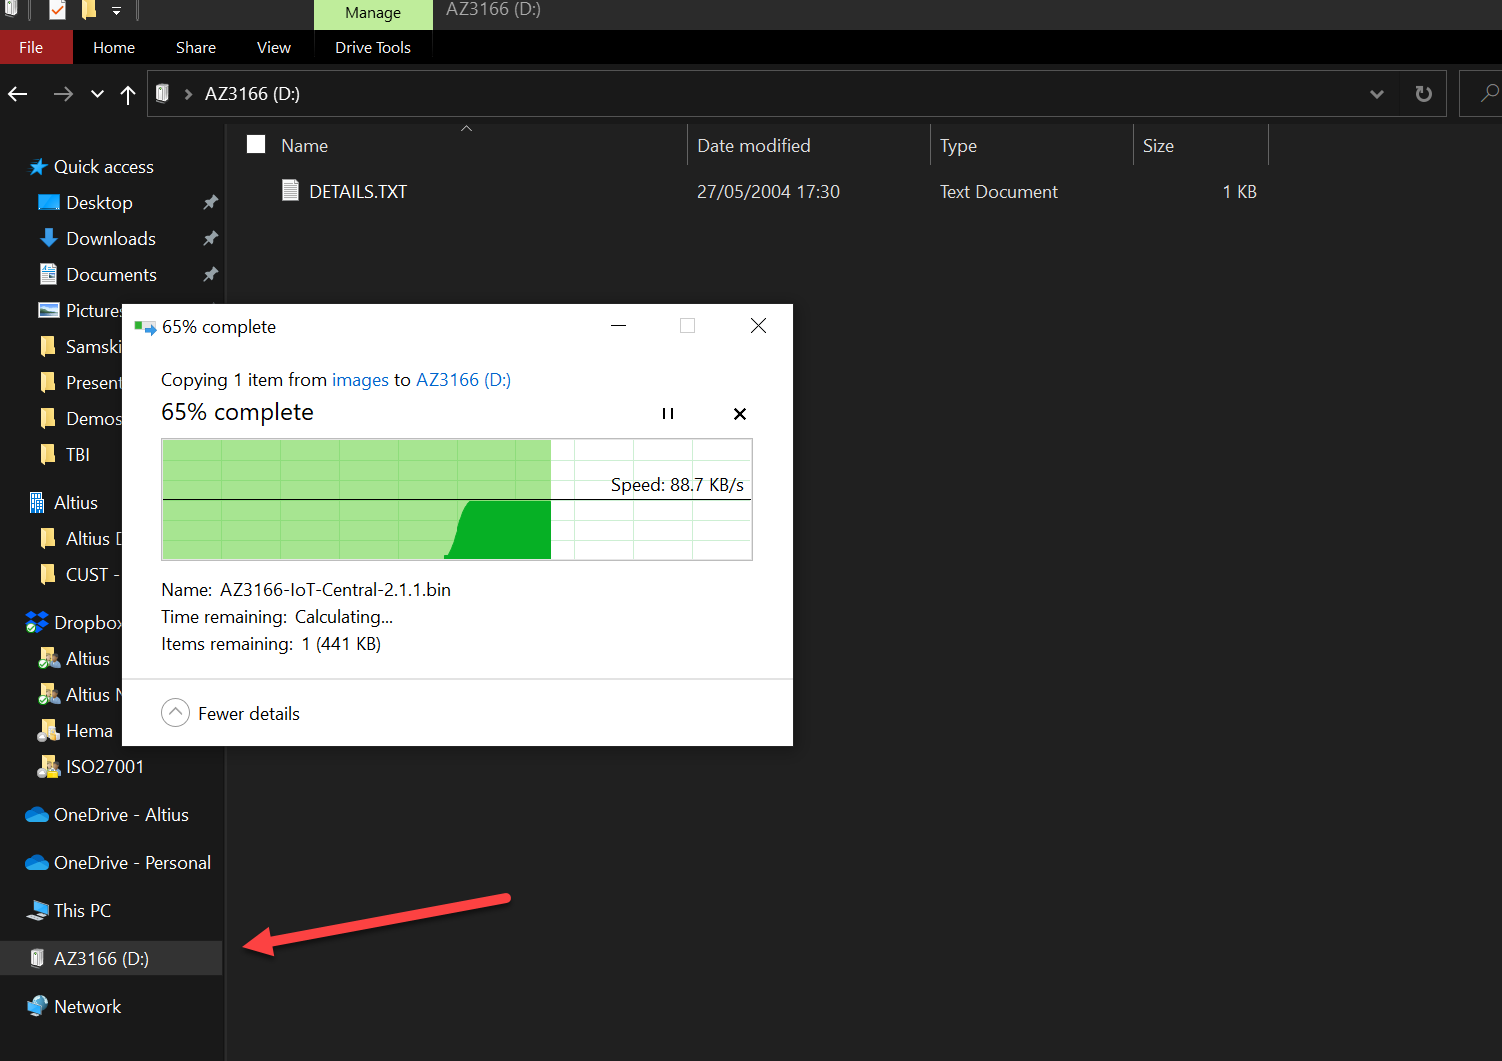 Manage
AZ3166 (D:)
File
Home
Share
View
Drive Tools
AZ3166 (D:)
Name
Date modified
Type
Size
DETAILS.TXT
27/05/2004 17:30
Text Document
1 KB
Quick access
Desktop
Downloads
Documents
Pictures
Samski
Present
Demos
TBI
Altius
Altius D
CUST -
Dropbox
Altius
Altius N
Hema
ISO27001
OneDrive - Altius
OneDrive - Personal
This PC
AZ3166 (D:)
Network
65% complete
Copying 1 item from images to AZ3166 (D:)
65% complete
Speed: 88.7 KB/s
Name: AZ3166-IoT-Central-2.1.1.bin
Time remaining: Calculating...
Items remaining: 1 (441 KB)
Fewer details